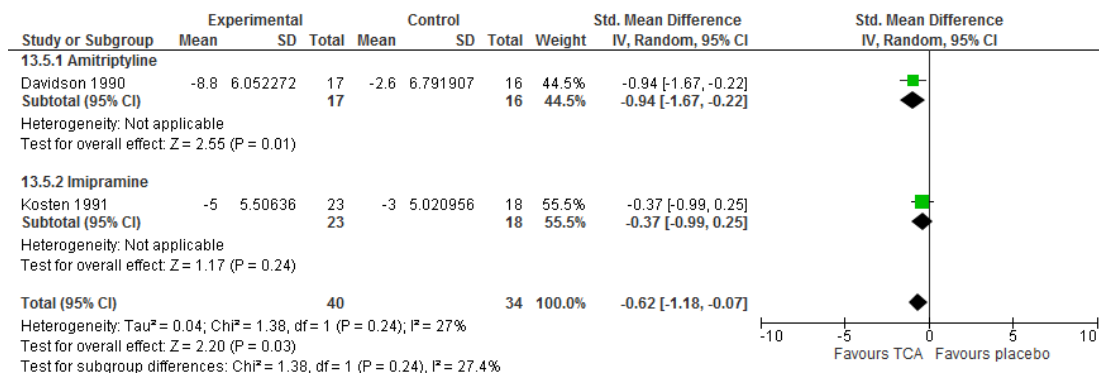 Experimental Control Std. Mean Difference Std. Mean Difference
Study or Subgroup Mean SD Total Mean SD Total Weight IV, Random, 95% CI IV, Random, 95% CI
13.5.1 Amitriptyline
Davidson 1990 -8.8 6.052272 17 -2.6 6.791907 16 44.5% -0.94 [-1.67, -0.22]
Subtotal (95% CI) 17 16 44.5% -0.94 [-1.67, -0.22]
Heterogeneity: Not applicable
Test for overall effect: Z = 2.55 (P = 0.01)
13.5.2 Imipramine
Kosten 1991 -5 5.50636 23 -3 5.020956 18 55.5% -0.37 [-0.99, 0.25]
Subtotal (95% CI) 23 18 55.5% -0.37 [-0.99, 0.25]
Heterogeneity: Not applicable
Test for overall effect: Z = 1.17 (P = 0.24)
Total (95% CI) 40 34 100.0% -0.62 [-1.18, -0.07]
Heterogeneity: Tau² = 0.04; Chi² = 1.38, df = 1 (P = 0.24); I² = 27%
Test for overall effect: Z = 2.20 (P = 0.03)
Test for subgroup differences: Chi² = 1.38, df = 1 (P = 0.24), I² = 27.4%
-10 -5 0 5 10
Favours TCA Favours placebo